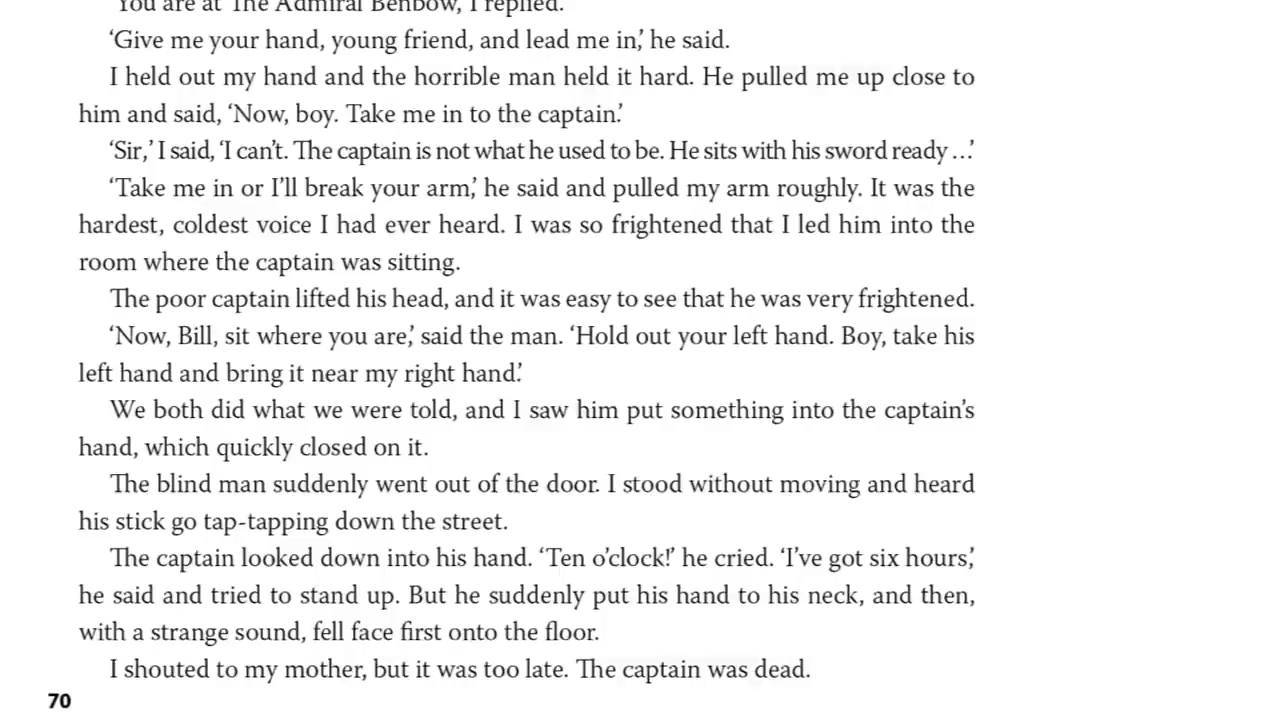 'You are at The Admiral Benbow,' I replied.
'Give me your hand, young friend, and lead me in,' he said.
I held out my hand and the horrible man held it hard. He pulled me up close to
him and said, 'Now, boy. Take me in to the captain.'
'Sir,' I said, 'I can't. The captain is not what he used to be. He sits with his sword ready …'
'Take me in or I'll break your arm,' he said and pulled my arm roughly. It was the
hardest, coldest voice I had ever heard. I was so frightened that I led him into the
room where the captain was sitting.
The poor captain lifted his head, and it was easy to see that he was very frightened.
'Now, Bill, sit where you are,' said the man. 'Hold out your left hand. Boy, take his
left hand and bring it near my right hand.'
We both did what we were told, and I saw him put something into the captain's
hand, which quickly closed on it.
The blind man suddenly went out of the door. I stood without moving and heard
his stick go tap-tapping down the street.
The captain looked down into his hand. 'Ten o'clock!' he cried. 'I've got six hours,'
he said and tried to stand up. But he suddenly put his hand to his neck, and then,
with a strange sound, fell face first onto the floor.
I shouted to my mother, but it was too late. The captain was dead.
70